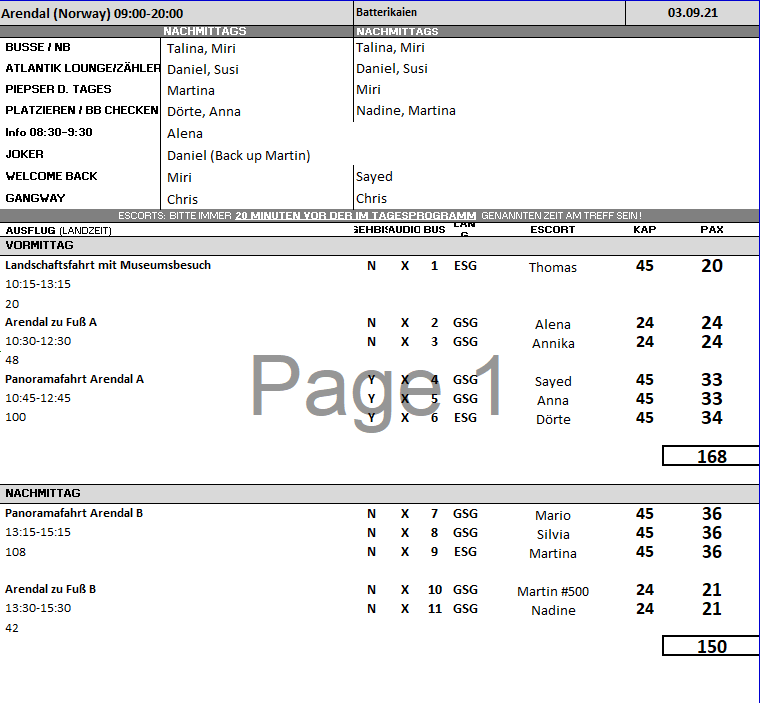 Arendal (Norway) 09:00-20:00 Batterikaien 03.09.21
NACHMITTAGS NACHMITTAGS
BUSSE / NB Talina, Miri Talina, Miri
ATLANTIK LOUNGE/ZÄHLER Daniel, Susi Daniel, Susi
PIEPSER D. TAGES Martina Miri
PLATZIEREN / BB CHECKEN Dörte, Anna Nadine, Martina
Info 08:30-9:30 Alena
JOKER Daniel (Back up Martin)
WELCOME BACK Miri Sayed
GANGWAY Chris Chris
ESCORTS: BITTE IMMER 20 MINUTEN VOR DER IM TAGESPROGRAMM GENANNTEN ZEIT AM TREFF SEIN!
AUSFLUG (LANDZEIT) AUDIO BUS ESCORT KAP PAX
VORMITTAG
Landschaftsfahrt mit Museumsbesuch N X 1 ESG Thomas 45 20
10:15-13:15
20
Arendal zu Fuß A N X 2 GSG Alena 24 24
10:30-12:30 N X 3 GSG Annika 24 24
48
Panoramafahrt Arendal A Y X 4 GSG Sayed 45 33
10:45-12:45 Y X 5 GSG Anna 45 33
100 Y X 6 ESG Dörte 45 34
Page 1
168
NACHMITTAG
Panoramafahrt Arendal B N X 7 GSG Mario 45 36
13:15-15:15 N X 8 GSG Silvia 45 36
108 N X 9 ESG Martina 45 36
Arendal zu Fuß B N X 10 GSG Martin #500 24 21
13:30-15:30 N X 11 GSG Nadine 24 21
42
150